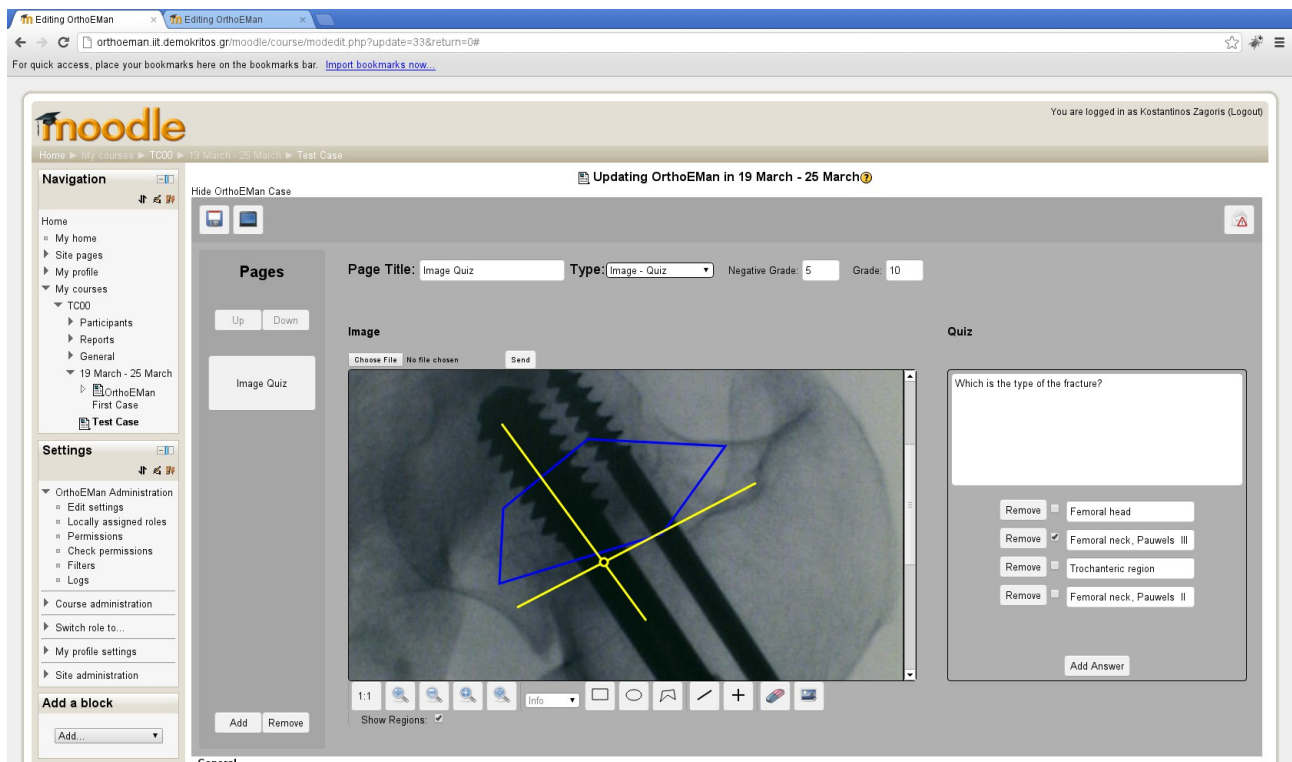 Editing OrthoEMan
Editing OrthoEMan
orthoeman.iit.demokritos.gr/moodle/course/modedit.php?update=33&return=0#
For quick access, place your bookmarks here on the bookmarks bar. Import bookmarks now...
moodle
You are logged in as Kostantinos Zagoris (Logout)
Home ► My courses ► TC00 ► 19 March - 25 March ► Test Case
Navigation
Home
My home
Site pages
My profile
My courses
TC00
Participants
Reports
General
19 March - 25 March
OrthoEMan
First Case
Test Case
Settings
OrthoEMan Administration
Edit settings
Locally assigned roles
Permissions
Check permissions
Filters
Logs
Course administration
Switch role to...
My profile settings
Site administration
Add a block
Add...
Updating OrthoEMan in 19 March - 25 March
Hide OrthoEMan Case
Pages
Up Down
Image Quiz
Add Remove
Page Title: Image Quiz Type: Image - Quiz Negative Grade: 5 Grade: 10
Image
Choose File No file chosen Send
1:1 Info
Show Regions:
Quiz
Which is the type of the fracture?
Remove Femoral head
Remove Femoral neck, Pauwels III
Remove Trochanteric region
Remove Femoral neck, Pauwels II
Add Answer
General